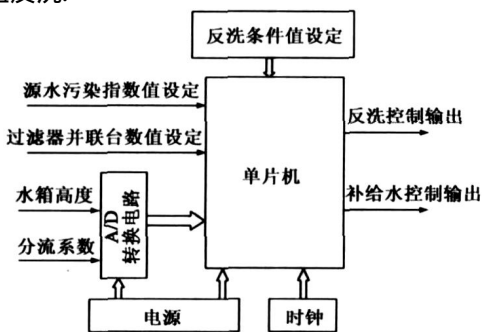 反洗条件值设定
源水污染指数值设定
过滤器并联台数值设定
水箱高度
分流系数
A/D
转换电路
单片机
反洗控制输出
补给水控制输出
电源
时钟